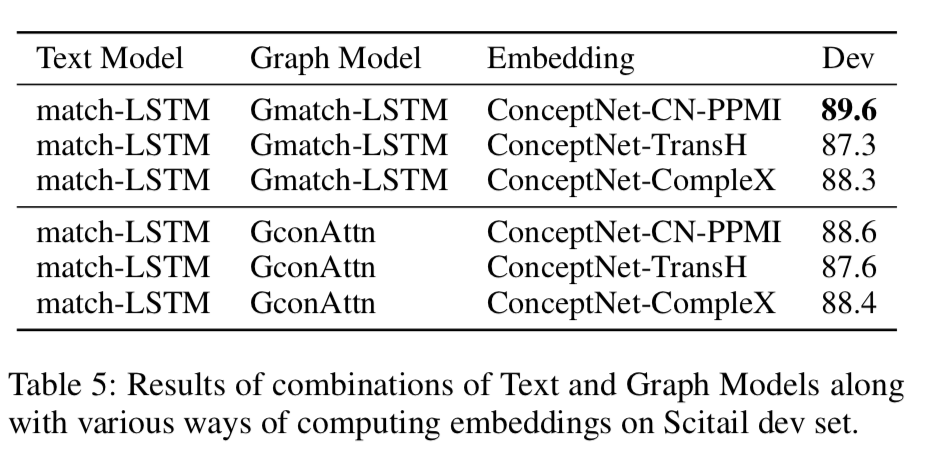 Text Model Graph Model Embedding Dev
match-LSTM Gmatch-LSTM ConceptNet-CN-PPMI 89.6
match-LSTM Gmatch-LSTM ConceptNet-TransH 87.3
match-LSTM Gmatch-LSTM ConceptNet-CompleX 88.3
match-LSTM GconAttn ConceptNet-CN-PPMI 88.6
match-LSTM GconAttn ConceptNet-TransH 87.6
match-LSTM GconAttn ConceptNet-CompleX 88.4
Table 5: Results of combinations of Text and Graph Models along
with various ways of computing embeddings on Scitail dev set.